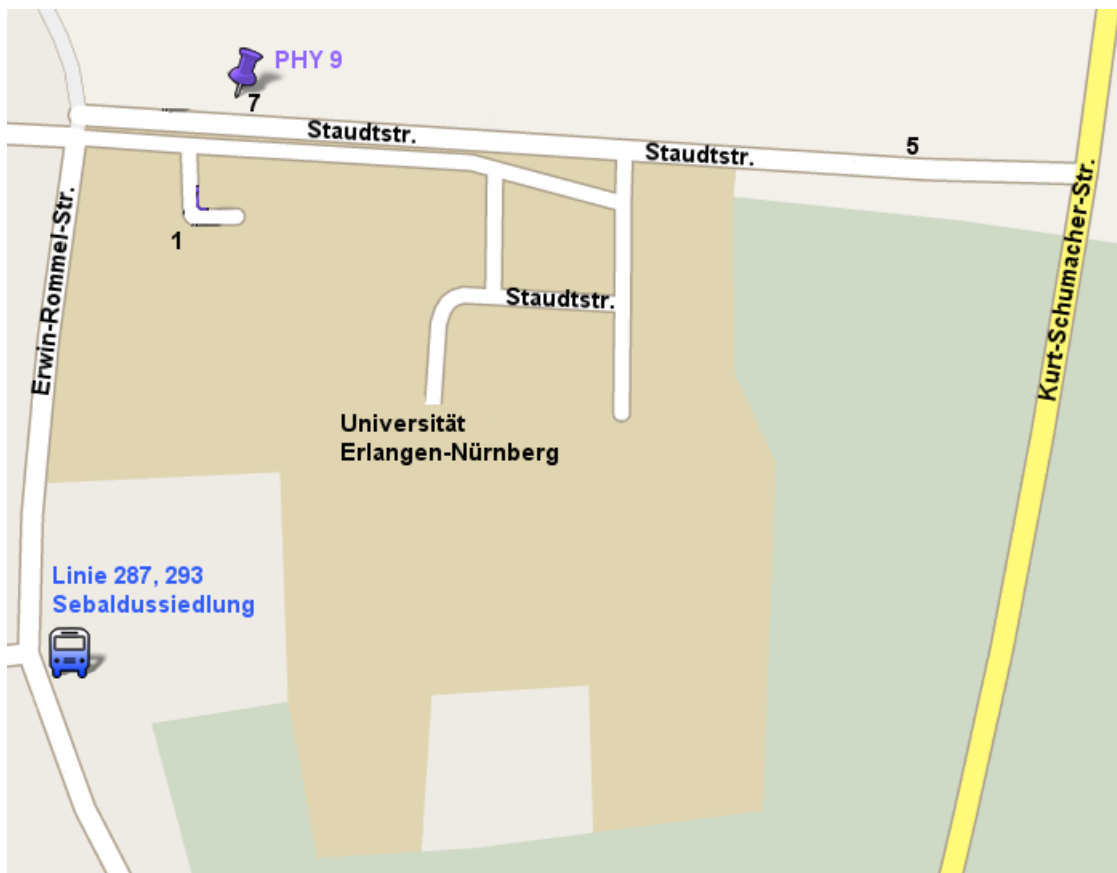 PHY 9
7
Staudtstr.
Staudtstr.
5
1
Erwin-Rommel-Str.
Kurt-Schumacher-Str.
Staudtstr.
Universität
Erlangen-Nürnberg
Linie 287, 293
Sebaldussiedlung